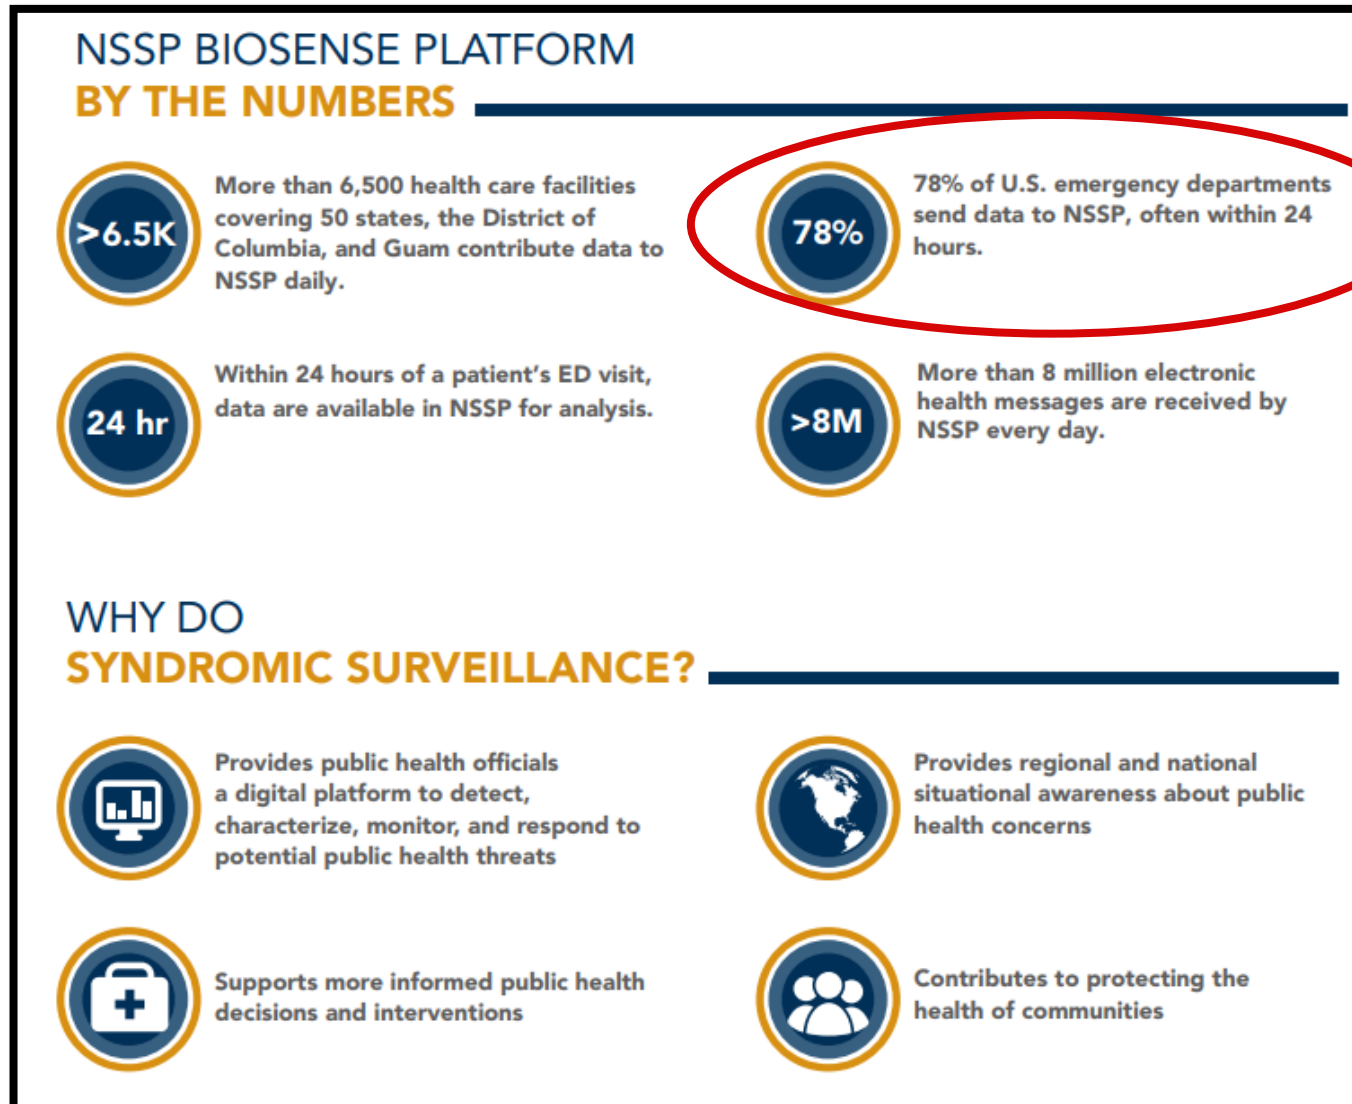 NSSP BIOSENSE PLATFORM
BY THE NUMBERS
>6.5K
More than 6,500 health care facilities
covering 50 states, the District of
Columbia, and Guam contribute data to
NSSP daily.
78%
78% of U.S. emergency departments
send data to NSSP, often within 24
hours.
24 hr
Within 24 hours of a patient’s ED visit,
data are available in NSSP for analysis.
>8M
More than 8 million electronic
health messages are received by
NSSP every day.
WHY DO
SYNDROMIC SURVEILLANCE?
Provides public health officials
a digital platform to detect,
characterize, monitor, and respond to
potential public health threats
Provides regional and national
situational awareness about public
health concerns
Supports more informed public health
decisions and interventions
Contributes to protecting the
health of communities